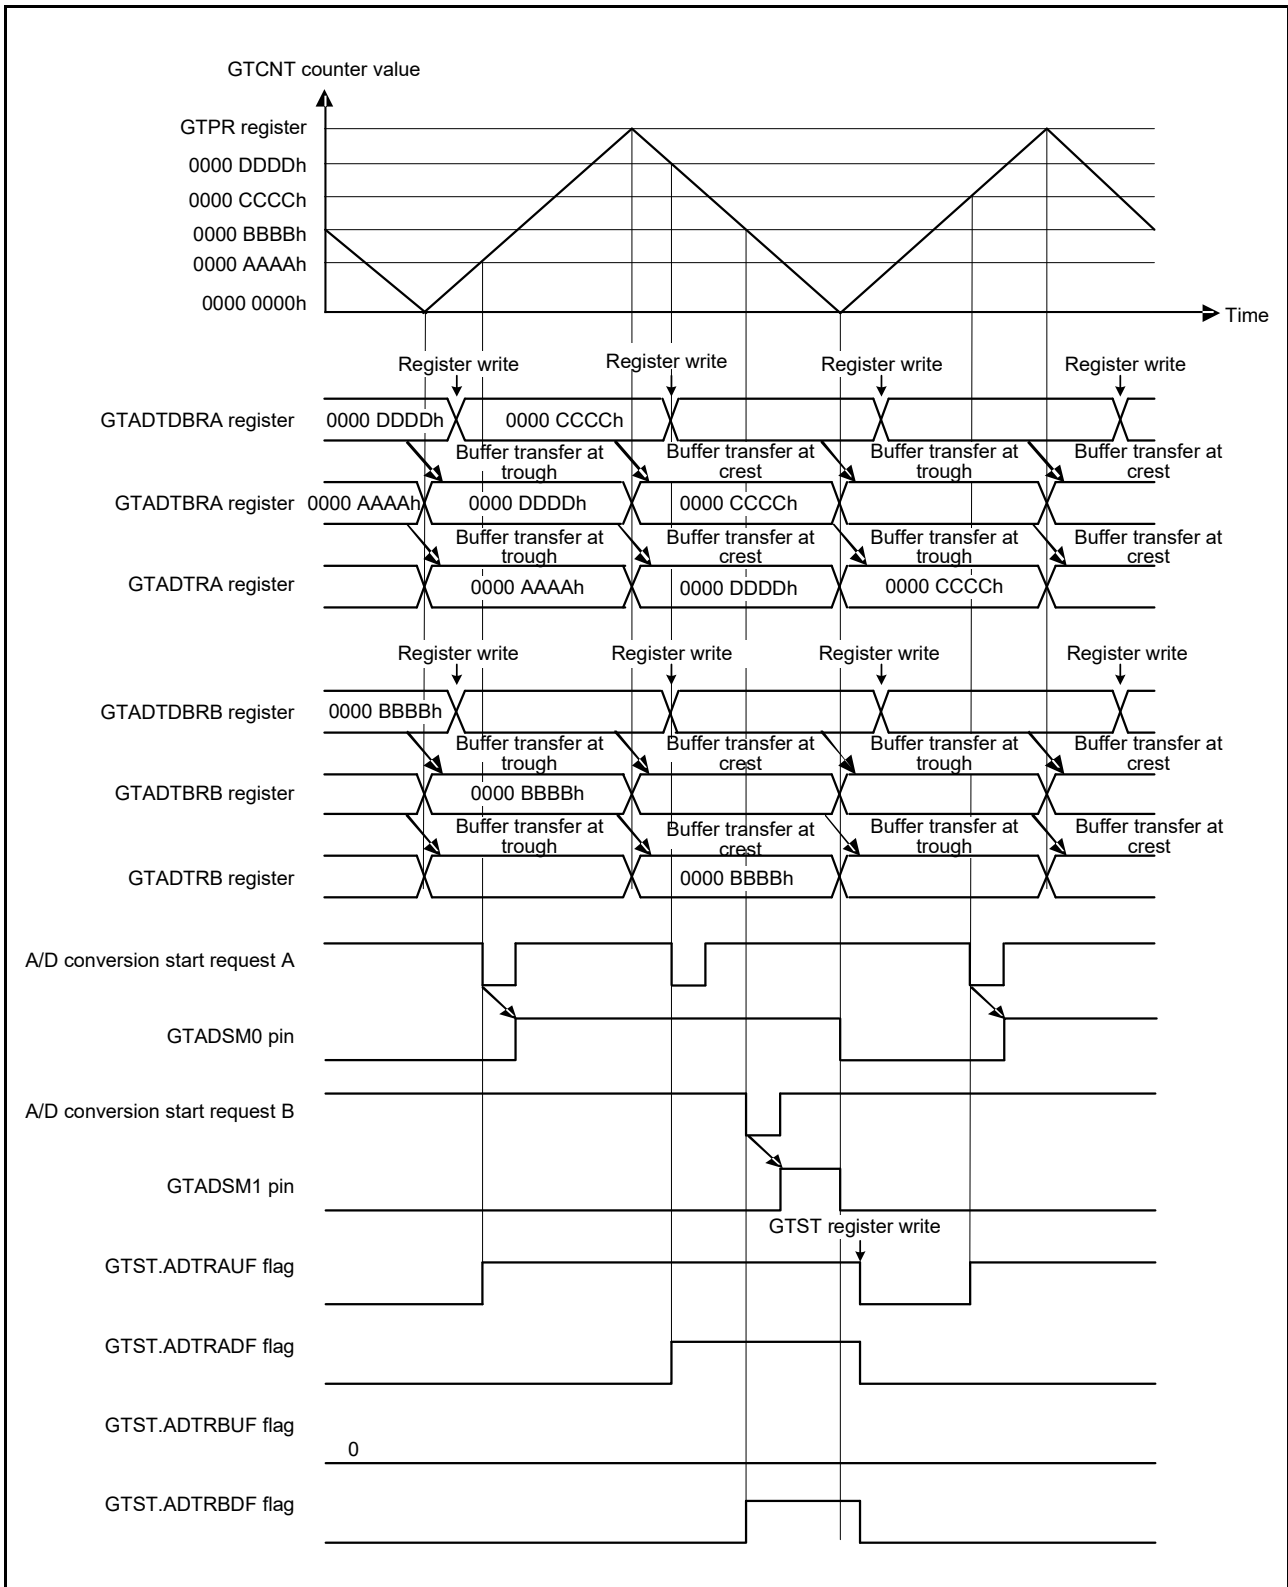 GTCNT counter value
GTPR register
0000 DDDDh
0000 CCCCh
0000 BBBBh
0000 AAAAh
0000 0000h
Time
Register write Register write Register write Register write
GTADTDBRA register 0000 DDDDh 0000 CCCCh
Buffer transfer at trough Buffer transfer at crest Buffer transfer at trough Buffer transfer at crest
GTADTBRA register 0000 AAAAh 0000 DDDDh 0000 CCCCh
Buffer transfer at trough Buffer transfer at crest Buffer transfer at trough Buffer transfer at crest
GTADTRA register 0000 AAAAh 0000 DDDDh 0000 CCCCh
Register write Register write Register write Register write
GTADTDBRB register 0000 BBBBh
Buffer transfer at trough Buffer transfer at crest Buffer transfer at trough Buffer transfer at crest
GTADTBRB register 0000 BBBBh
Buffer transfer at trough Buffer transfer at crest Buffer transfer at trough Buffer transfer at crest
GTADTRB register 0000 BBBBh
A/D conversion start request A
GTADSM0 pin
A/D conversion start request B
GTADSM1 pin
GTST register write
GTST.ADTRAUF flag
GTST.ADTRADF flag
GTST.ADTRBUF flag
0
GTST.ADTRBDF flag